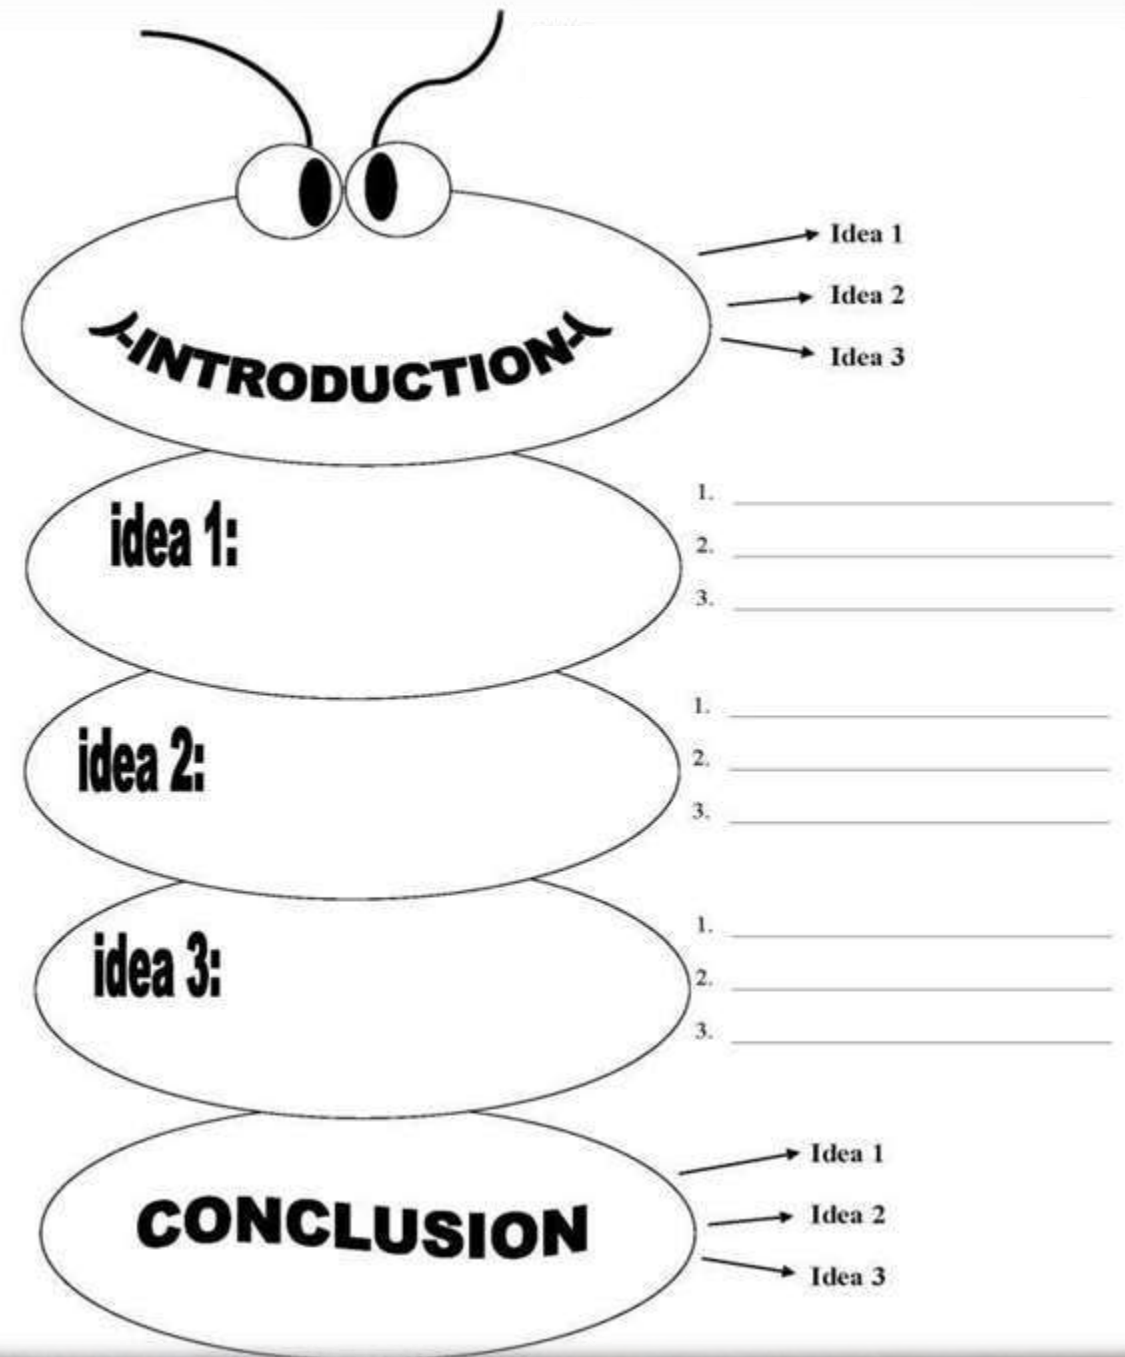 Idea 1
Idea 2
Idea 3
INTRODUCTION
idea 1:
1.
2.
3.
idea 2:
1.
2.
3.
idea 3:
1.
2.
3.
CONCLUSION
Idea 1
Idea 2
Idea 3